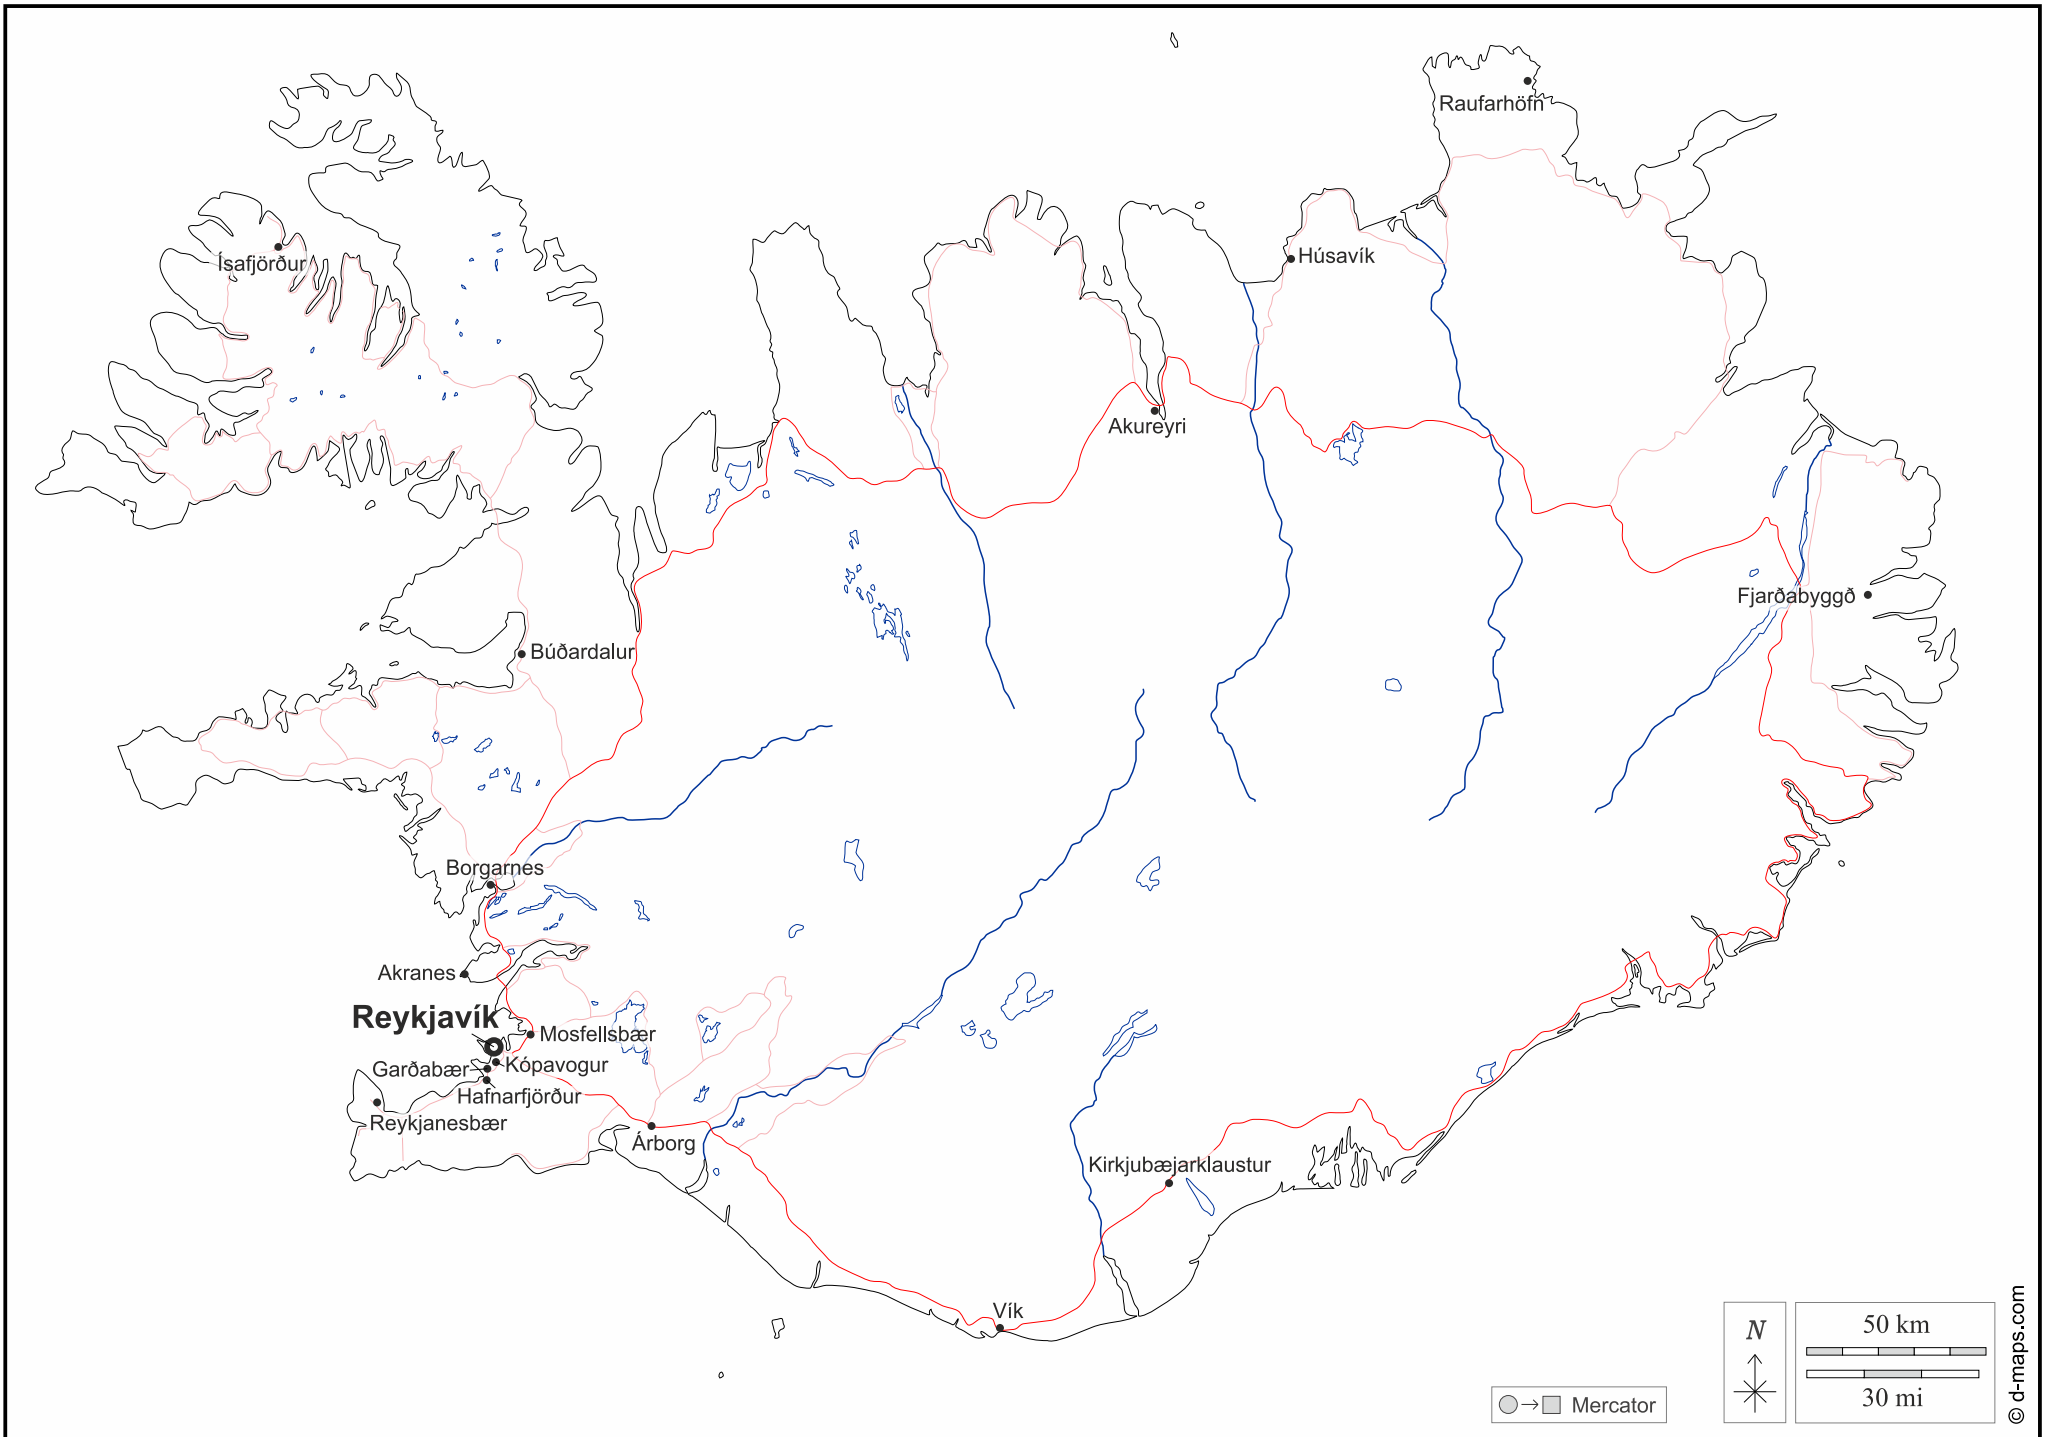 Raufarhöfn
Ísafjörður
Húsavík
Akureyri
Fjarðabyggð
Búðardalur
Borgarnes
Akranes
Reykjavík
Mosfellsbær
Kópavogur
Garðabær
Hafnarfjörður
Reykjanesbær
Árborg
Kirkjubæjarklaustur
Vík
N
50 km
30 mi
Mercator
© d-maps.com